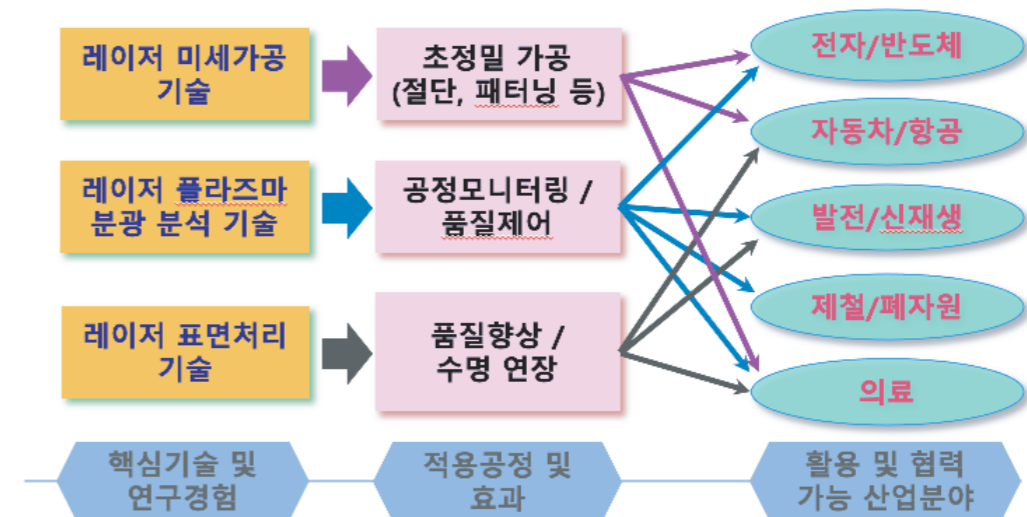 레이저 미세가공
기술
초정밀 가공
(절단, 패터닝 등)
전자/반도체
자동차/항공
레이저 플라즈마
분광 분석 기술
공정모니터링 /
품질제어
발전/신재생
제철/폐자원
레이저 표면처리
기술
품질향상 /
수명 연장
의료
핵심기술 및
연구경험
적용공정 및
효과
활용 및 협력
가능 산업분야